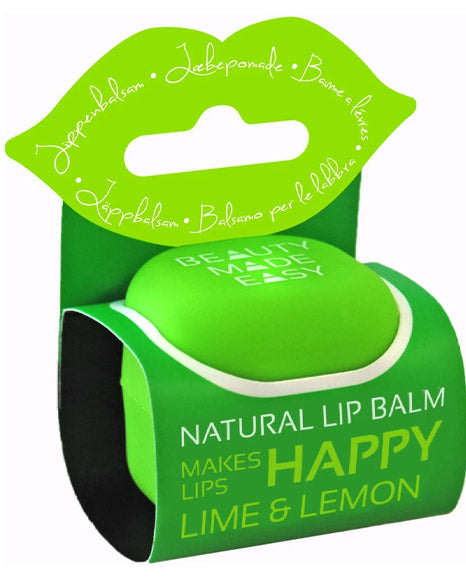 Lippenbalsam • Læbepomade • Baume à lèvres •
• Läppbalsam • Balsamo per le labbra •
BEAUTY
MADE
EASY
NATURAL LIP BALM
MAKES
LIPS
HAPPY
LIME & LEMON